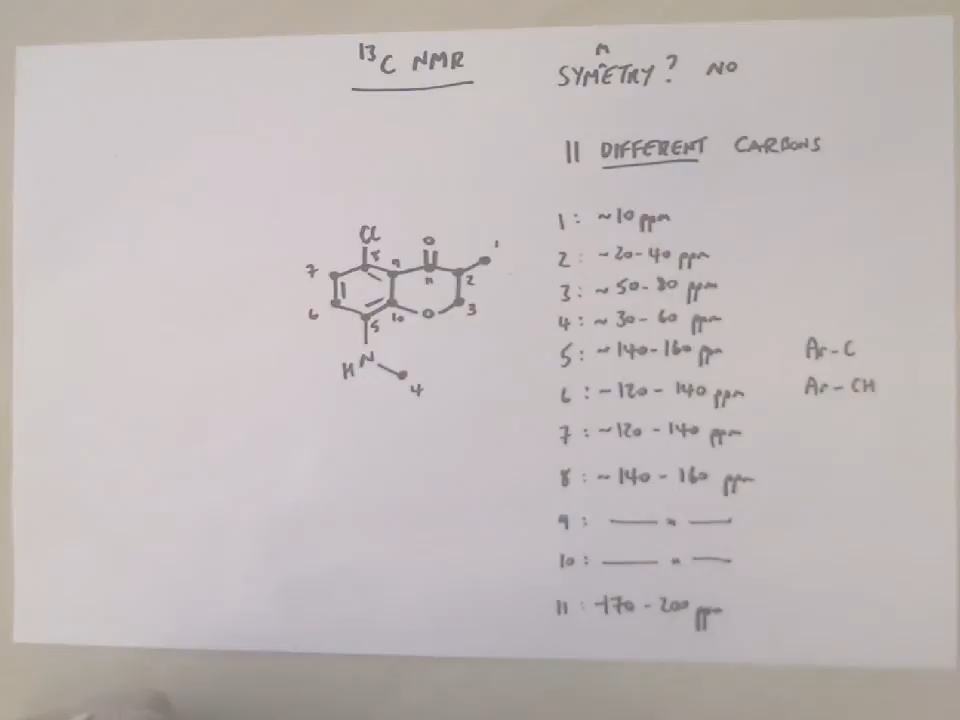 ¹³C NMR
SYMMETRY? NO
11 DIFFERENT CARBONS
Cl
O
1
8
9
7
11
2
6
5
10
O
3
H N
4
1: ~10 ppm
2: ~20-40 ppm
3: ~50-80 ppm
4: ~30-60 ppm
5: ~140-160 ppm Ar-C
6: ~120-140 ppm Ar-CH
7: ~120-140 ppm
8: ~140-160 ppm
9: — " —
10: — " —
11: ~170-200 ppm